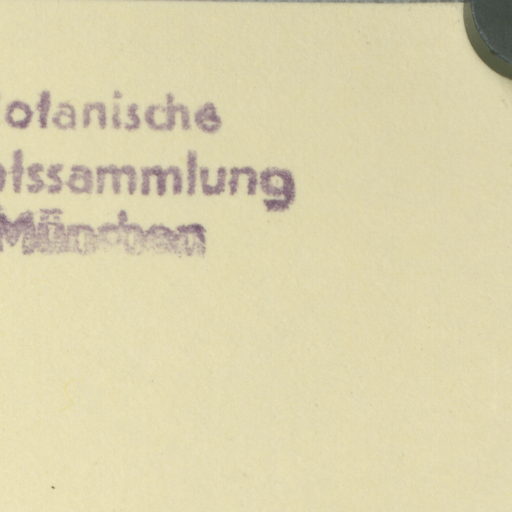 otanische
atssammlung
München